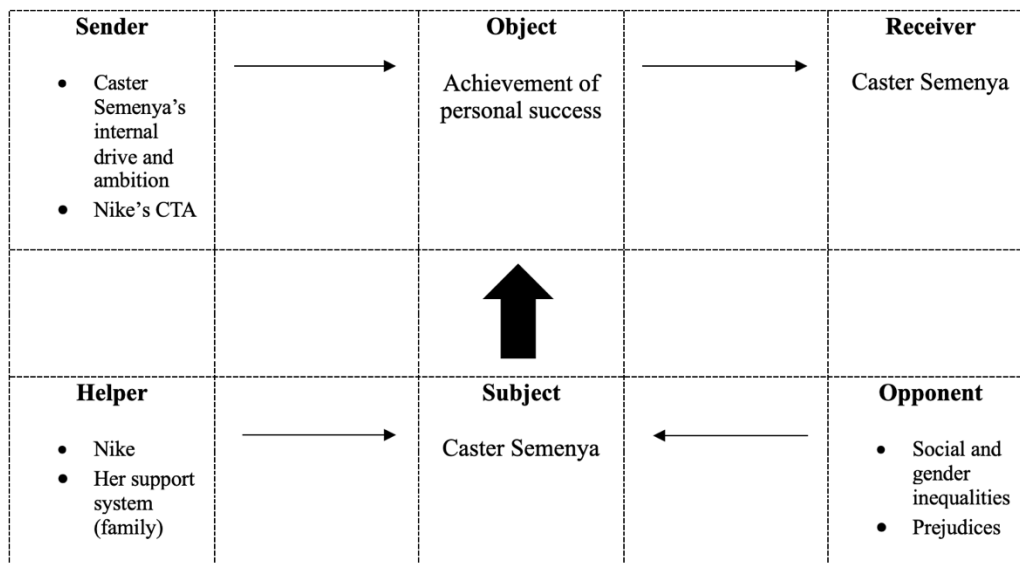 Sender
• Caster
Semenya’s
internal
drive and
ambition
• Nike’s CTA
Object
Achievement of
personal success
Receiver
Caster Semenya
Helper
• Nike
• Her support
system
(family)
Subject
Caster Semenya
Opponent
• Social and
gender
inequalities
• Prejudices